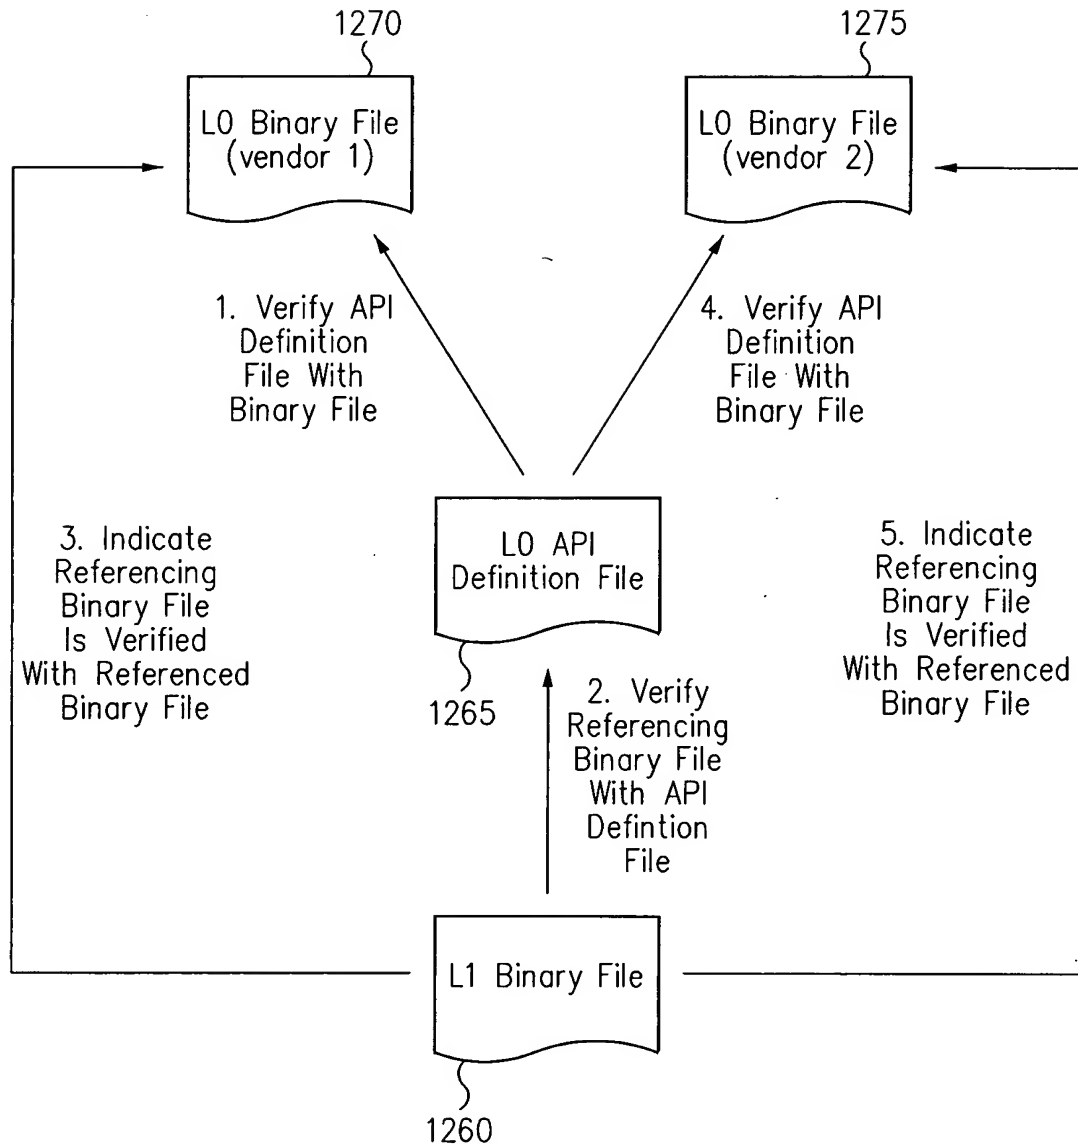 1270
1275
L0 Binary File
(vendor 1)
L0 Binary File
(vendor 2)
1. Verify API
Definition
File With
Binary File
4. Verify API
Definition
File With
Binary File
3. Indicate
Referencing
Binary File
Is Verified
With Referenced
Binary File
L0 API
Definition File
5. Indicate
Referencing
Binary File
Is Verified
With Referenced
Binary File
1265
2. Verify
Referencing
Binary File
With API
Defintion
File
L1 Binary File
1260